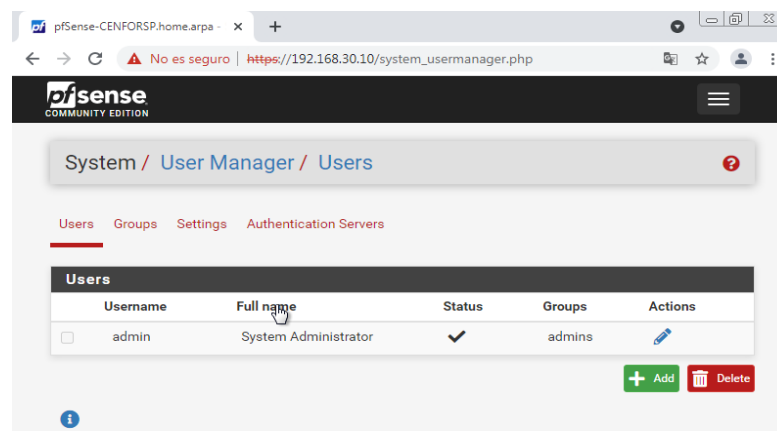 pfSense-CENFORSP.home.arpa -
No es seguro | https://192.168.30.10/system_usermanager.php
pfsense
COMMUNITY EDITION
System / User Manager / Users
Users Groups Settings Authentication Servers
Users
Username Full name Status Groups Actions
admin System Administrator admins
Add Delete